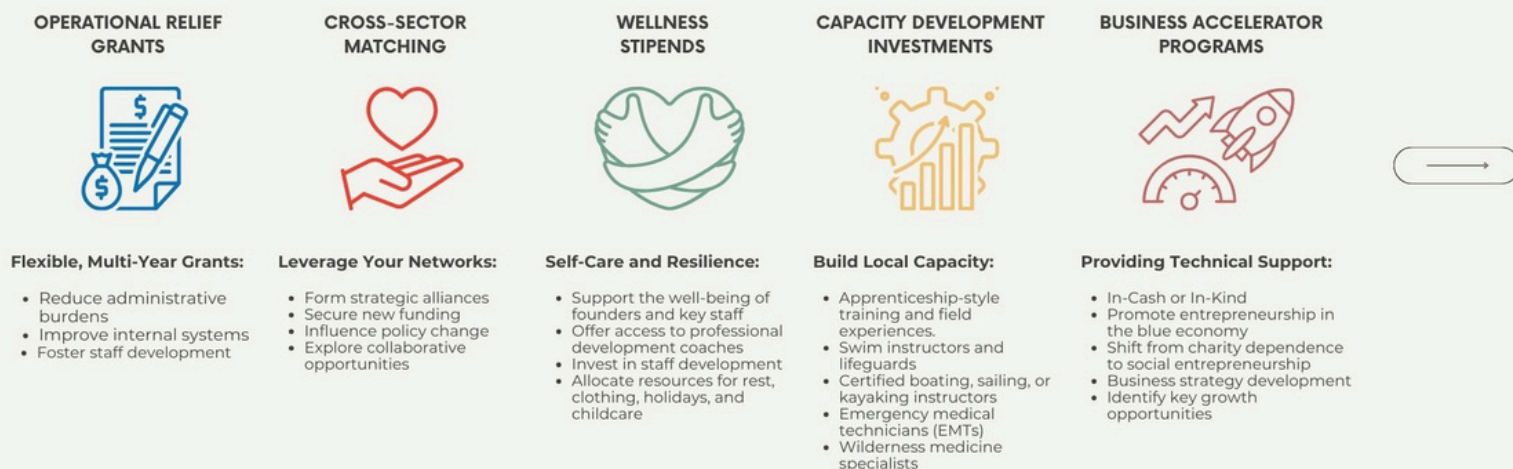 OPERATIONAL RELIEF
GRANTS
$
$
Flexible, Multi-Year Grants:
• Reduce administrative
burdens
• Improve internal systems
• Foster staff development
CROSS-SECTOR
MATCHING
Leverage Your Networks:
• Form strategic alliances
• Secure new funding
• Influence policy change
• Explore collaborative
opportunities
WELLNESS
STIPENDS
Self-Care and Resilience:
• Support the well-being of
founders and key staff
• Offer access to professional
development coaches
• Invest in staff development
• Allocate resources for rest,
clothing, holidays, and
childcare
CAPACITY DEVELOPMENT
INVESTMENTS
Build Local Capacity:
• Apprenticeship-style
training and field
experiences.
• Swim instructors and
lifeguards
• Certified boating, sailing, or
kayaking instructors
• Emergency medical
technicians (EMTs)
• Wilderness medicine
specialists
BUSINESS ACCELERATOR
PROGRAMS
Providing Technical Support:
• In-Cash or In-Kind
• Promote entrepreneurship in
the blue economy
• Shift from charity dependence
to social entrepreneurship
• Business strategy development
• Identify key growth
opportunities